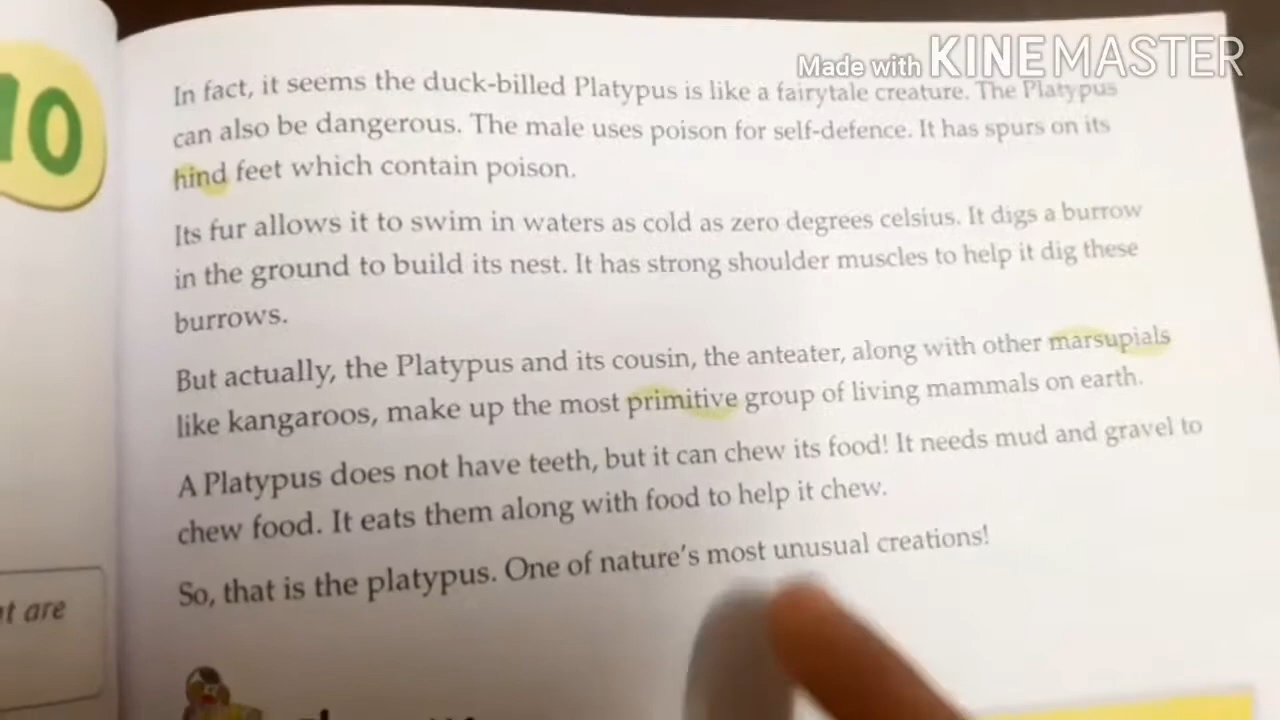 Made with KINEMASTER
10
In fact, it seems the duck-billed Platypus is like a fairytale creature. The Platypus
can also be dangerous. The male uses poison for self-defence. It has spurs on its
hind feet which contain poison.
Its fur allows it to swim in waters as cold as zero degrees celsius. It digs a burrow
in the ground to build its nest. It has strong shoulder muscles to help it dig these
burrows.
But actually, the Platypus and its cousin, the anteater, along with other marsupials
like kangaroos, make up the most primitive group of living mammals on earth.
A Platypus does not have teeth, but it can chew its food! It needs mud and gravel to
chew food. It eats them along with food to help it chew.
So, that is the platypus. One of nature's most unusual creations!
are